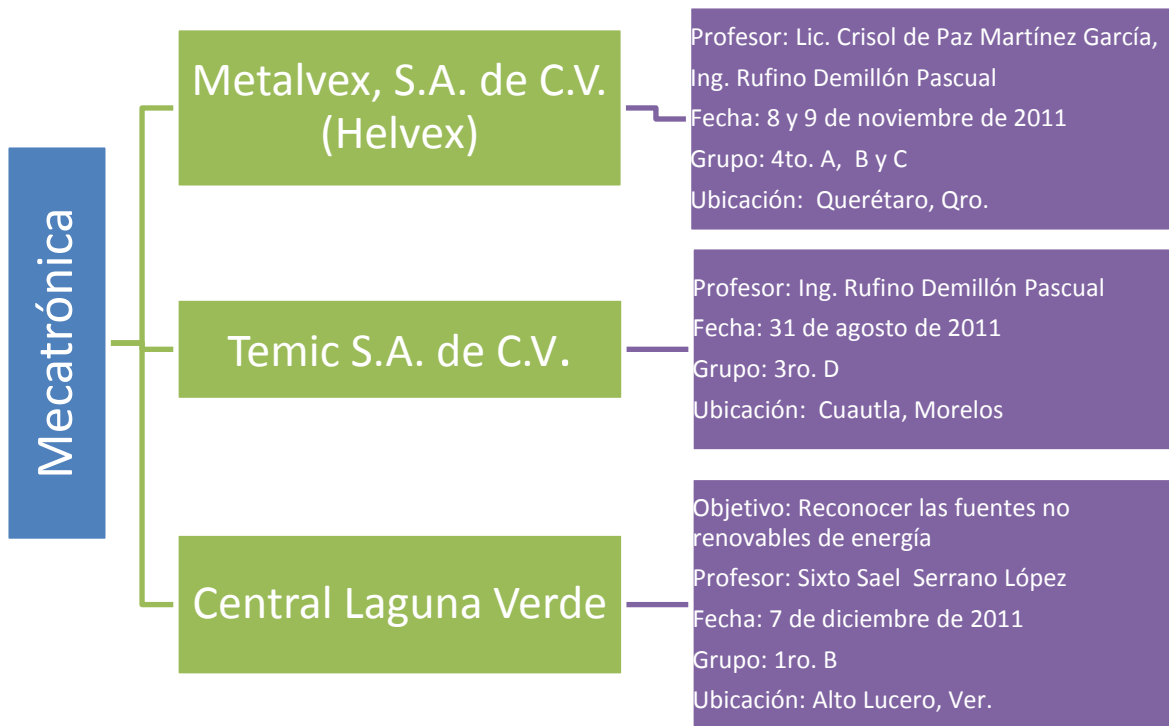 Mecatrónica
Metalvex, S.A. de C.V.
(Helvex)
Profesor: Lic. Crisol de Paz Martínez García,
Ing. Rufino Demillón Pascual
Fecha: 8 y 9 de noviembre de 2011
Grupo: 4to. A, B y C
Ubicación: Querétaro, Qro.
Temic S.A. de C.V.
Profesor: Ing. Rufino Demillón Pascual
Fecha: 31 de agosto de 2011
Grupo: 3ro. D
Ubicación: Cuautla, Morelos
Central Laguna Verde
Objetivo: Reconocer las fuentes no
renovables de energía
Profesor: Sixto Sael Serrano López
Fecha: 7 de diciembre de 2011
Grupo: 1ro. B
Ubicación: Alto Lucero, Ver.